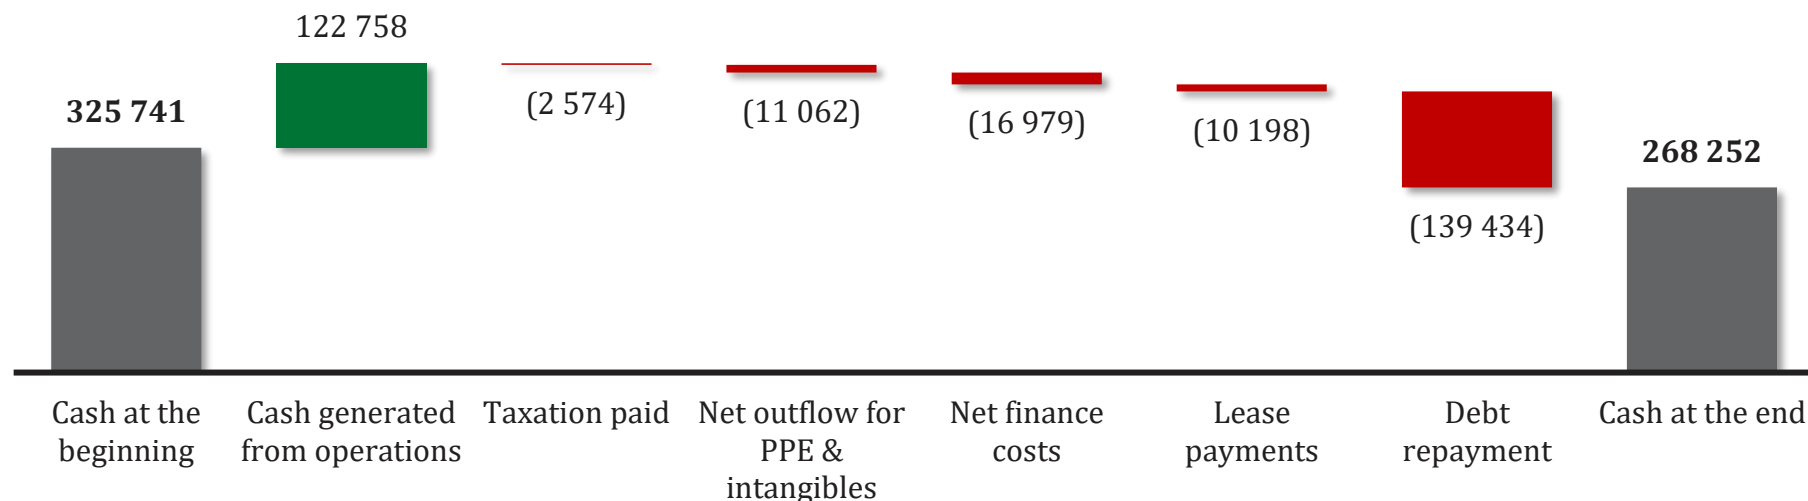 122 758
325 741
(2 574)
(11 062)
(16 979)
(10 198)
268 252
(139 434)
Cash at the
beginning
Cash generated
from operations
Taxation paid
Net outflow for
PPE &
intangibles
Net finance
costs
Lease
payments
Debt
repayment
Cash at the end